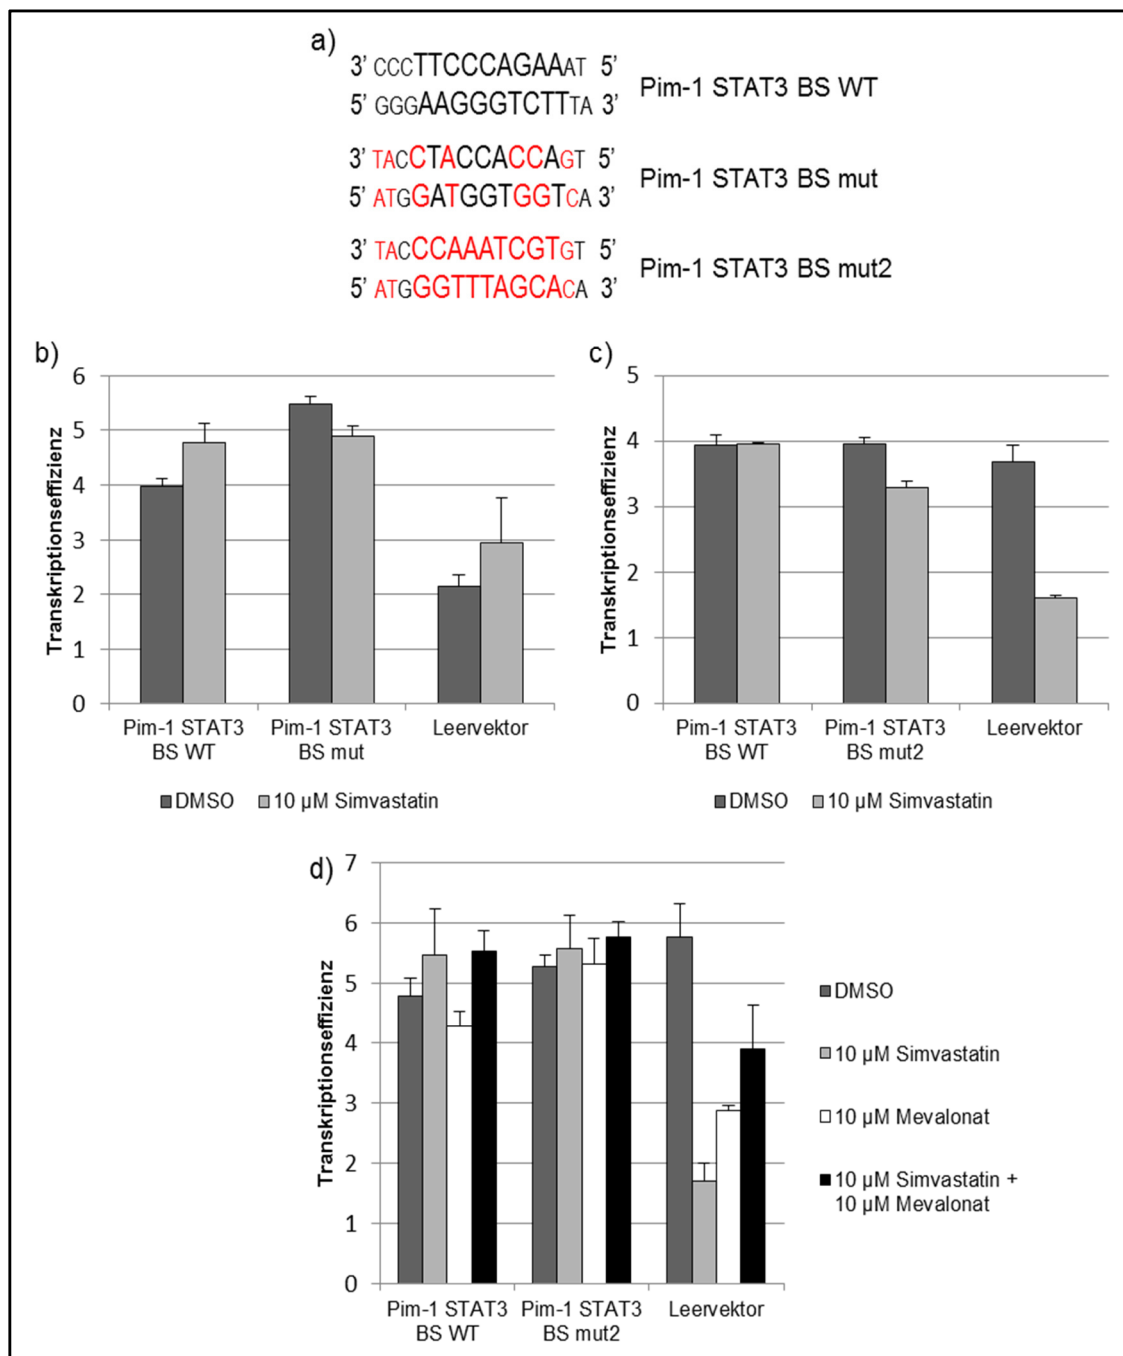 a)
3’ CCCTTCCCAGAAAT 5’
5’ GGGAAGGGTCTTTA 3’
Pim-1 STAT3 BS WT
3’ TACCTACCACCAGT 5’
5’ ATGGATGGTGGTCA 3’
Pim-1 STAT3 BS mut
3’ TACCCAAATCGTGT 5’
5’ ATGGGTTTAGCACA 3’
Pim-1 STAT3 BS mut2
b)
Transkriptionseffizienz
6
5
4
3
2
1
0
Pim-1 STAT3
BS WT
Pim-1 STAT3
BS mut
Leervektor
DMSO
10 µM Simvastatin
c)
Transkriptionseffizienz
5
4
3
2
1
0
Pim-1 STAT3
BS WT
Pim-1 STAT3
BS mut2
Leervektor
DMSO
10 µM Simvastatin
d)
Transkriptionseffizienz
7
6
5
4
3
2
1
0
Pim-1 STAT3
BS WT
Pim-1 STAT3
BS mut2
Leervektor
DMSO
10 µM Simvastatin
10 µM Mevalonat
10 µM Simvastatin +
10 µM Mevalonat